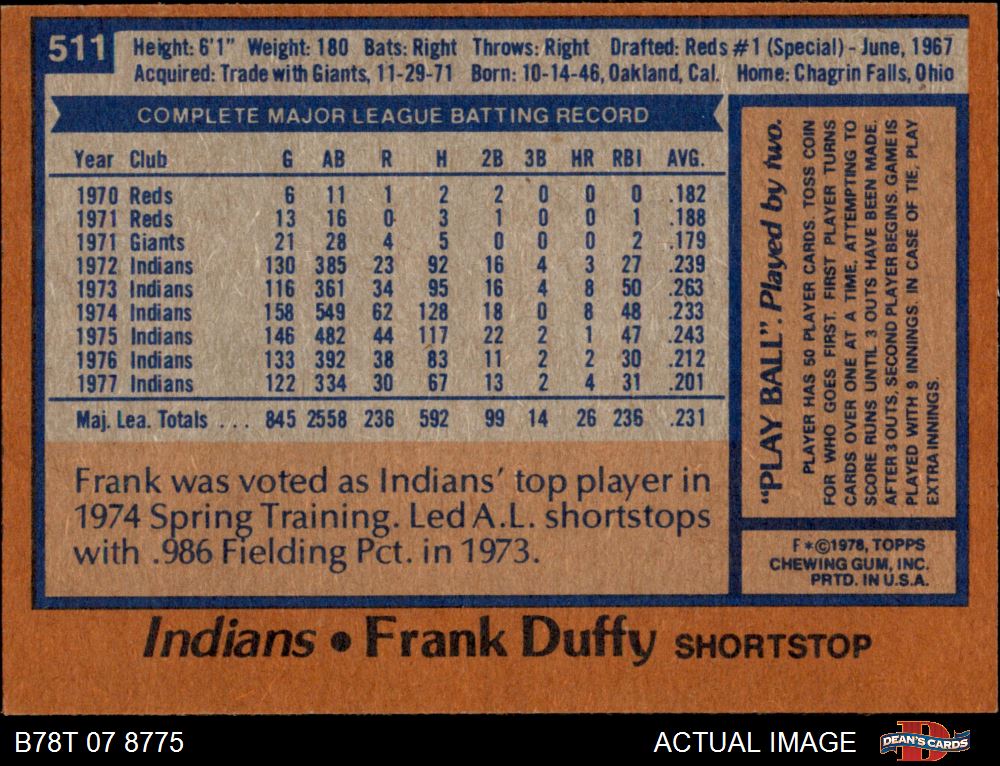 511
Height: 6'1" Weight: 180 Bats: Right Throws: Right Drafted: Reds #1 (Special) - June, 1967
Acquired: Trade with Giants, 11-29-71 Born: 10-14-46, Oakland, Cal. Home: Chagrin Falls, Ohio
COMPLETE MAJOR LEAGUE BATTING RECORD
Year Club G AB R H 2B 3B HR RBI AVG.
1970 Reds 6 11 1 2 2 0 0 0 .182
1971 Reds 13 16 0 3 1 0 0 1 .188
1971 Giants 21 28 4 5 0 0 0 2 .179
1972 Indians 130 385 23 92 16 4 3 27 .239
1973 Indians 116 361 34 95 16 4 8 50 .263
1974 Indians 158 549 62 128 18 0 8 48 .233
1975 Indians 146 482 44 117 22 2 1 47 .243
1976 Indians 133 392 38 83 11 2 2 30 .212
1977 Indians 122 334 30 67 13 2 4 31 .201
Maj. Lea. Totals . . . 845 2558 236 592 99 14 26 236 .231
Frank was voted as Indians' top player in
1974 Spring Training. Led A.L. shortstops
with .986 Fielding Pct. in 1973.
"PLAY BALL". Played by two.
PLAYER HAS 50 PLAYER CARDS. TOSS COIN
FOR WHO GOES FIRST. FIRST PLAYER TURNS
CARDS OVER ONE AT A TIME, ATTEMPTING TO
SCORE RUNS UNTIL 3 OUTS HAVE BEEN MADE.
AFTER 3 OUTS, SECOND PLAYER BEGINS. GAME IS
PLAYED WITH 9 INNINGS. IN CASE OF TIE, PLAY
EXTRA INNINGS.
F*©1978, TOPPS
CHEWING GUM, INC.
PRTD. IN U.S.A.
Indians • Frank Duffy SHORTSTOP
B78T 07 8775
ACTUAL IMAGE
D
DEAN'S CARDS